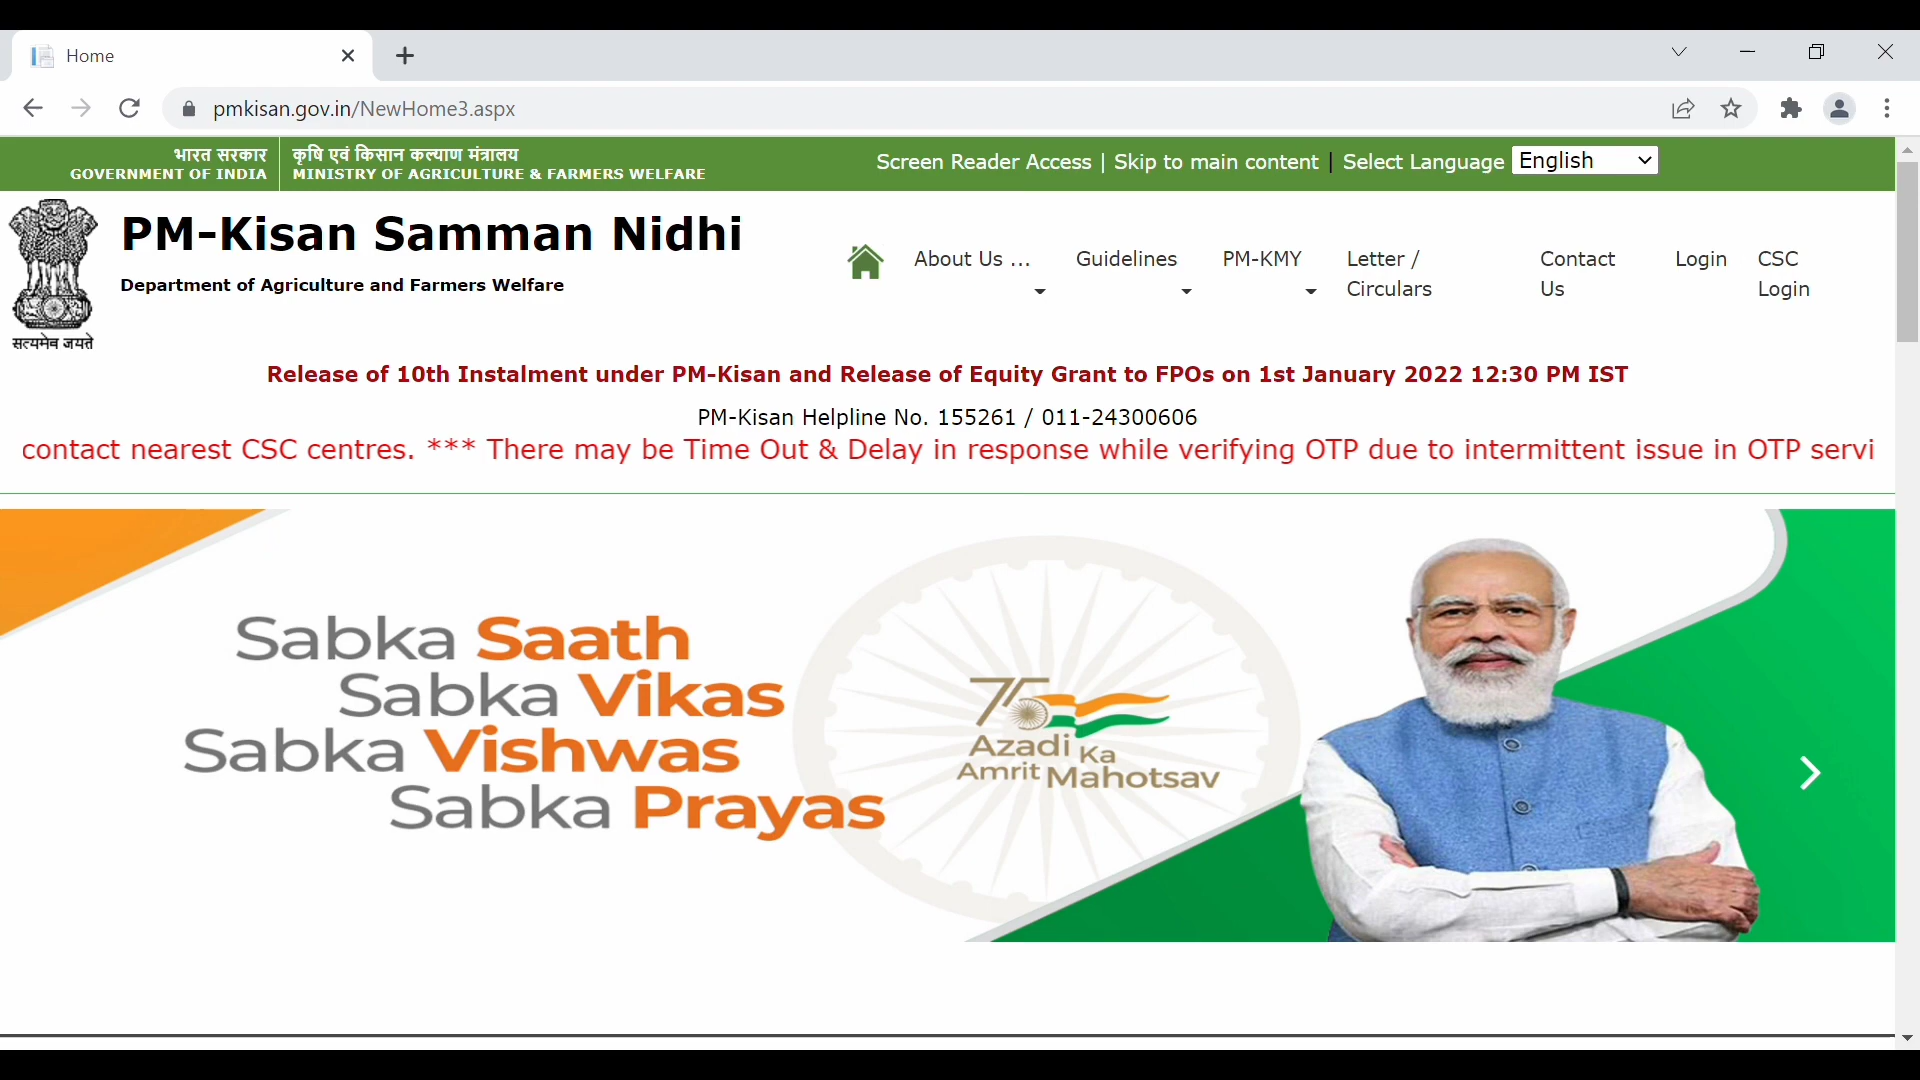 Home
pmkisan.gov.in/NewHome3.aspx
भारत सरकार
GOVERNMENT OF INDIA
कृषि एवं किसान कल्याण मंत्रालय
MINISTRY OF AGRICULTURE & FARMERS WELFARE
Screen Reader Access | Skip to main content | Select Language English
PM-Kisan Samman Nidhi
Department of Agriculture and Farmers Welfare
सत्यमेव जयते
About Us ...
Guidelines
PM-KMY
Letter /
Circulars
Contact
Us
Login
CSC
Login
Release of 10th Instalment under PM-Kisan and Release of Equity Grant to FPOs on 1st January 2022 12:30 PM IST
PM-Kisan Helpline No. 155261 / 011-24300606
contact nearest CSC centres. *** There may be Time Out & Delay in response while verifying OTP due to intermittent issue in OTP servi
Sabka Saath
Sabka Vikas
Sabka Vishwas
Sabka Prayas
75
Azadi Ka
Amrit Mahotsav